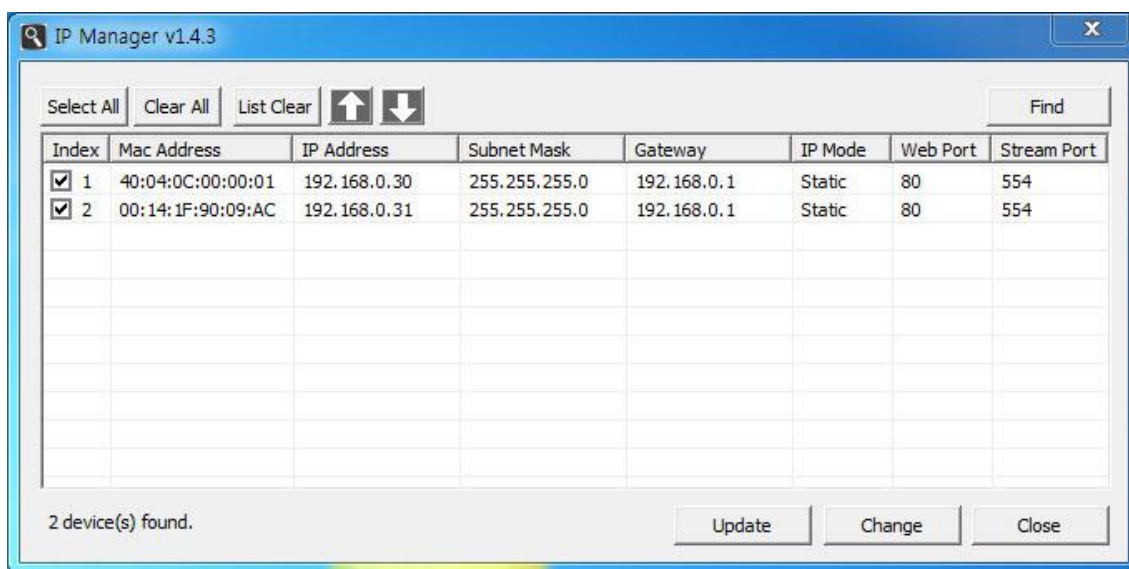 IP Manager v1.4.3
X
Select All Clear All List Clear Find
Index Mac Address IP Address Subnet Mask Gateway IP Mode Web Port Stream Port
1 40:04:0C:00:00:01 192.168.0.30 255.255.255.0 192.168.0.1 Static 80 554
2 00:14:1F:90:09:AC 192.168.0.31 255.255.255.0 192.168.0.1 Static 80 554
2 device(s) found. Update Change Close